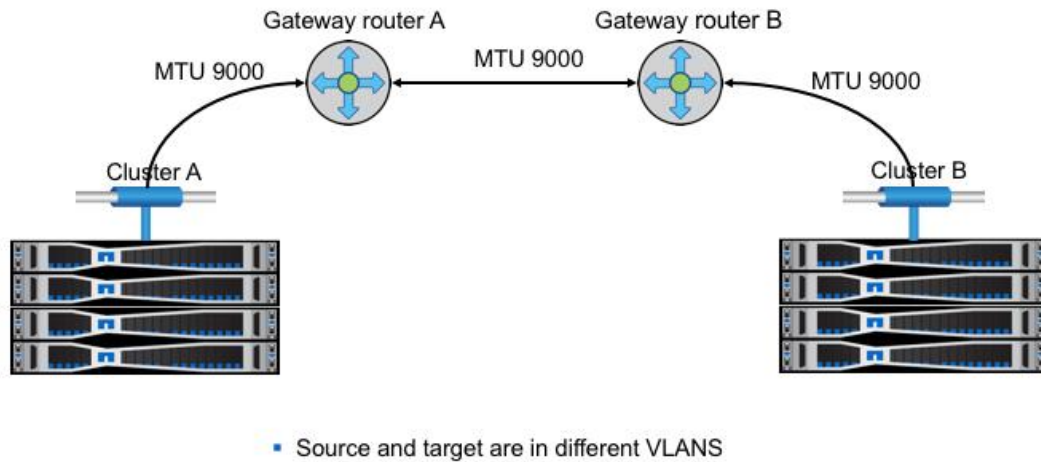 Gateway router A
Gateway router B
MTU 9000
MTU 9000
MTU 9000
Cluster A
Cluster B
Source and target are in different VLANS